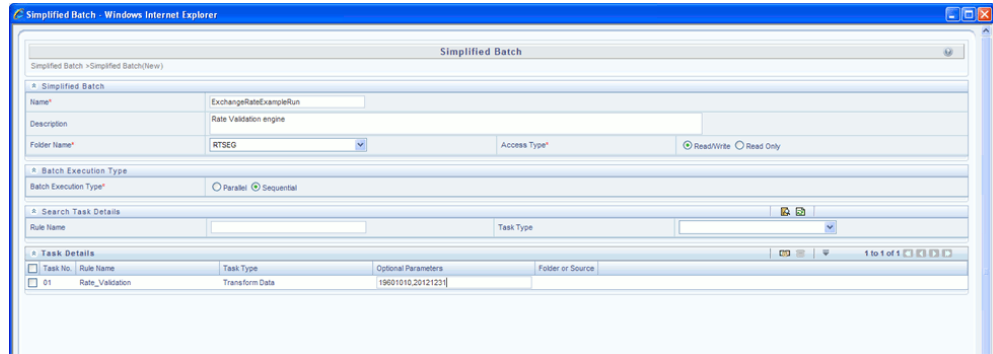 Simplified Batch - Windows Internet Explorer
Simplified Batch
Simplified Batch >Simplified Batch(New)
Simplified Batch
Name* ExchangeRateExampleRun
Description Rate Validation engine
Folder Name* RTSEG Access Type* Read/Write Read Only
Batch Execution Type
Batch Execution Type* Parallel Sequential
Search Task Details
Rule Name Task Type
Task Details 1 to 1 of 1
Task No. Rule Name Task Type Optional Parameters Folder or Source
01 Rate_Validation Transform Data 19601010,20121231